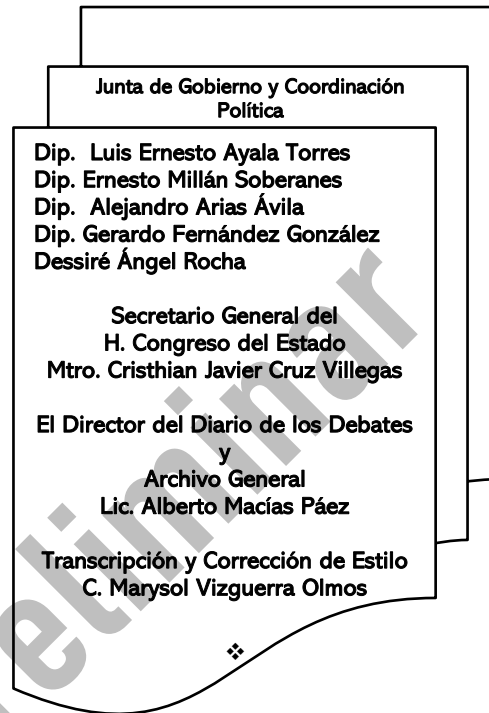 Junta de Gobierno y Coordinación
Política
Dip. Luis Ernesto Ayala Torres
Dip. Ernesto Millán Soberanes
Dip. Alejandro Arias Ávila
Dip. Gerardo Fernández González
Dessiré Ángel Rocha
Secretario General del
H. Congreso del Estado
Mtro. Cristhian Javier Cruz Villegas
El Director del Diario de los Debates
y
Archivo General
Lic. Alberto Macías Páez
Transcripción y Corrección de Estilo
C. Marysol Vizguerra Olmos
eliminar